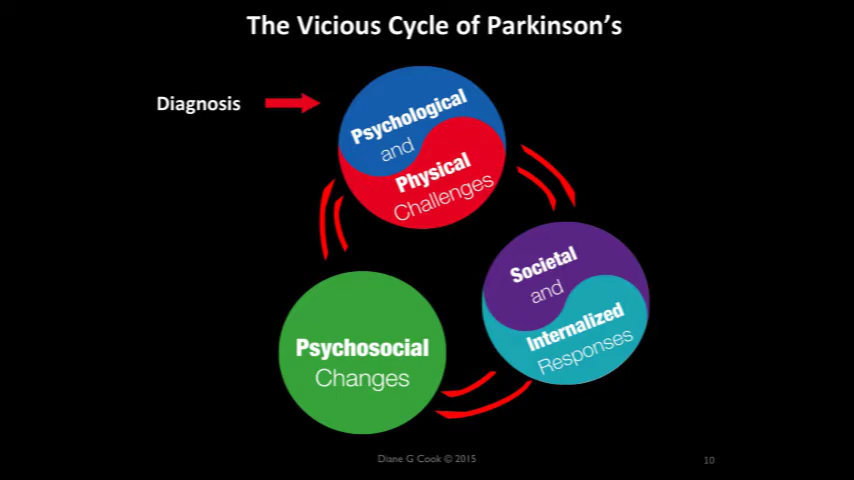 The Vicious Cycle of Parkinson's
Diagnosis
Psychological
and
Physical
Challenges
Societal
and
Internalized
Responses
Psychosocial
Changes
Diane G Cook © 2015
10